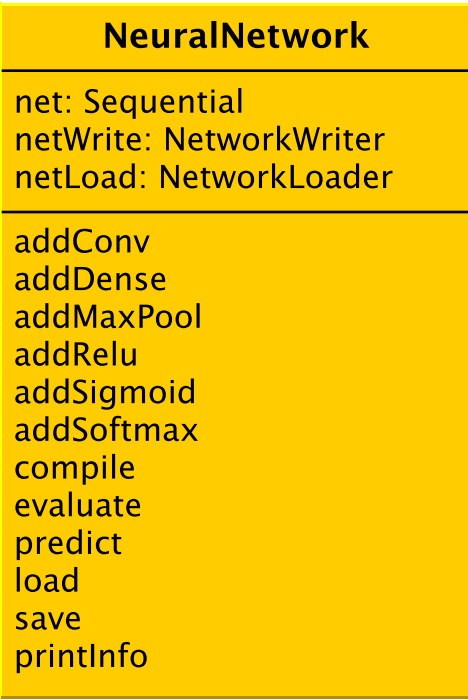 NeuralNetwork
net: Sequential
netWrite: NetworkWriter
netLoad: NetworkLoader
addConv
addDense
addMaxPool
addRelu
addSigmoid
addSoftmax
compile
evaluate
predict
load
save
printInfo